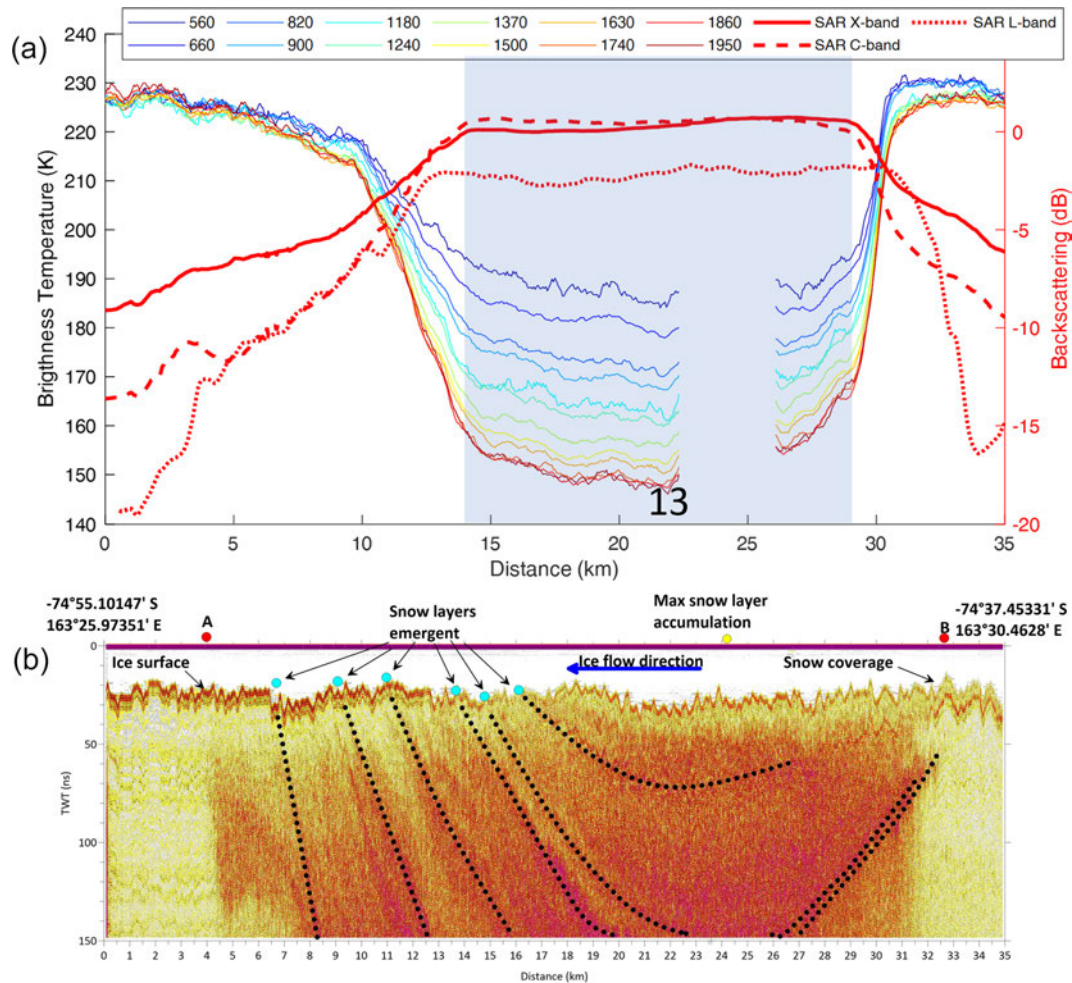 (a)
560 820 1180 1370 1630 1860 SAR X-band SAR L-band
660 900 1240 1500 1740 1950 SAR C-band
240
230
220
210
200
190
180
170
160
150
140
Brigthness Temperature (K)
0
-5
-10
-15
-20
Backscattering (dB)
13
0 5 10 15 20 25 30 35
Distance (km)
(b)
-74°55.10147' S
163°25.97351' E
A
Snow layers
emergent
Max snow layer
accumulation
B
-74°37.45331' S
163°30.4628' E
Ice surface
Ice flow direction
Snow coverage
0
50
100
150
TWT (ns)
0 1 2 3 4 5 6 7 8 9 10 11 12 13 14 15 16 17 18 19 20 21 22 23 24 25 26 27 28 29 30 31 32 33 34 35
Distance (km)